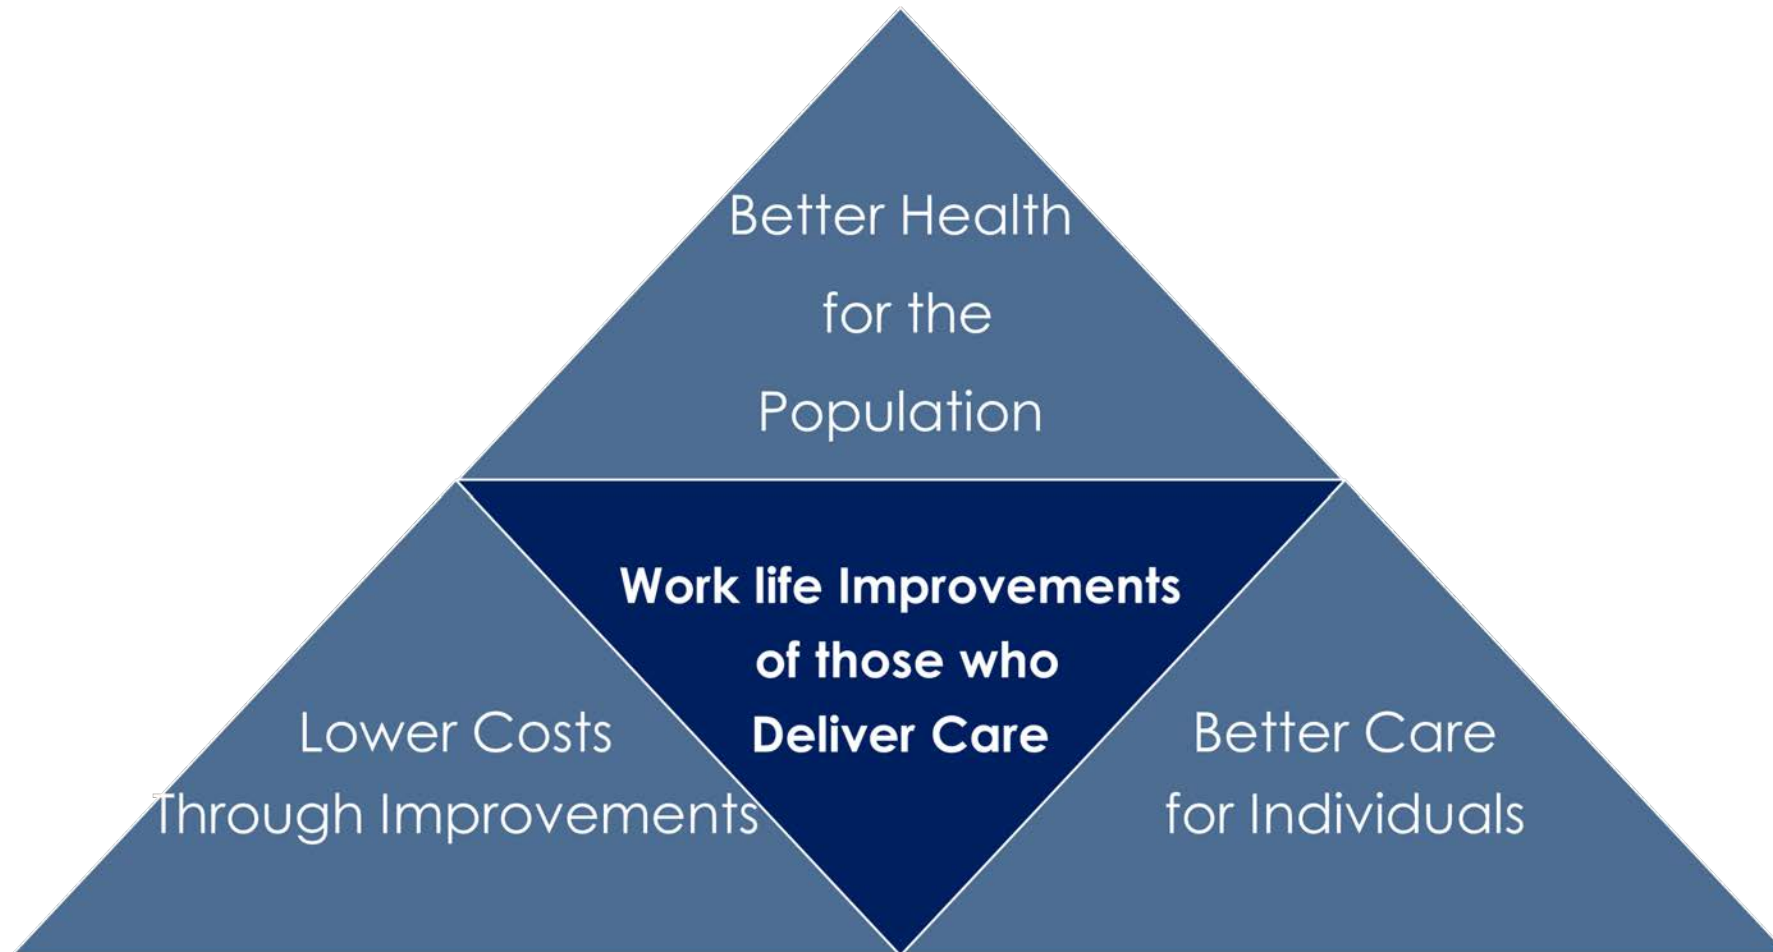 Better Health
for the
Population
Work life Improvements
of those who
Deliver Care
Lower Costs
Through Improvements
Better Care
for Individuals